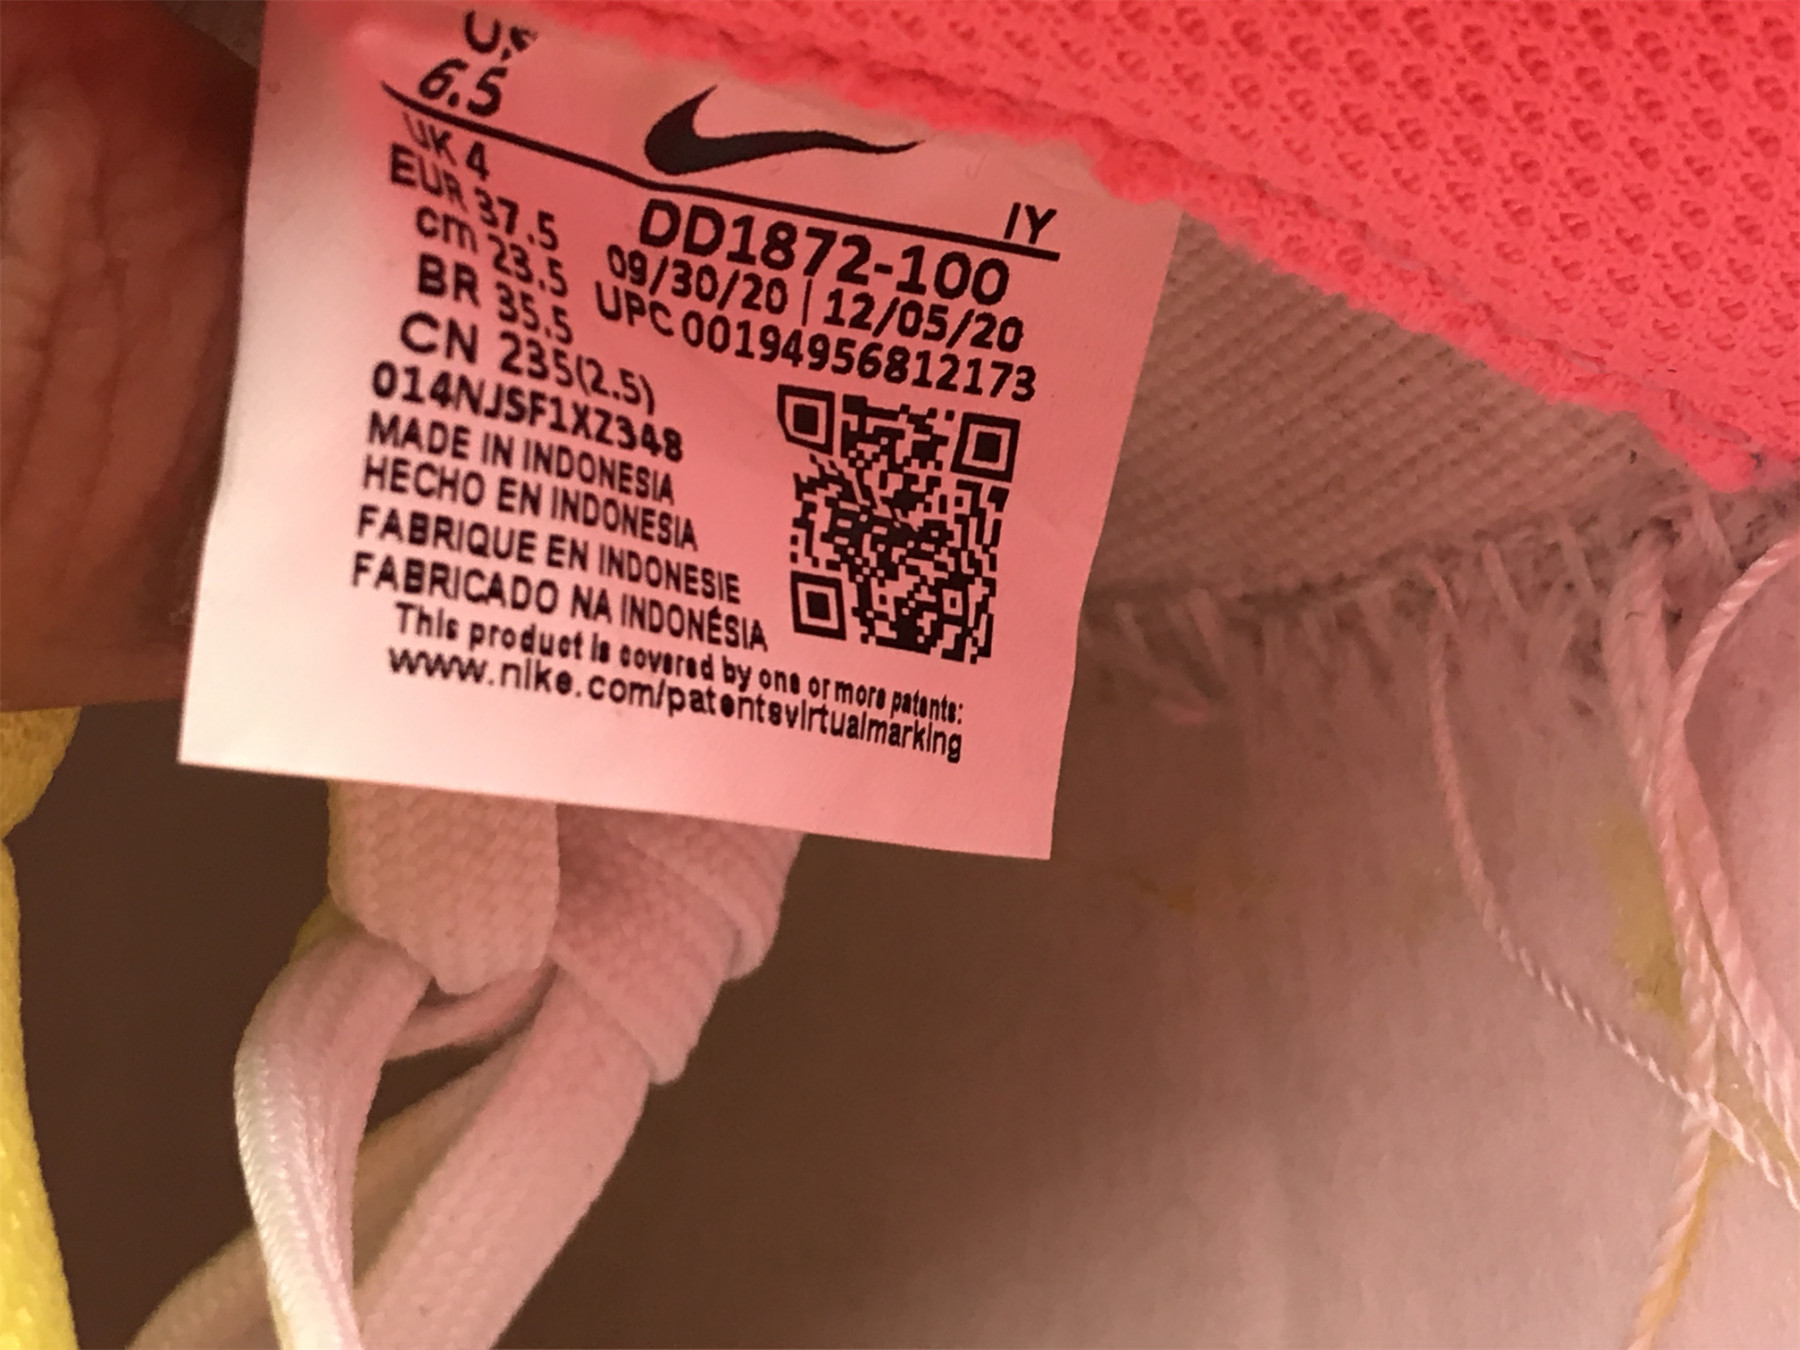 US
6.5
UK 4
EUR 37.5
cm 23.5
BR 35.5
CN 235(2.5)
IY
DD1872-100
09/30/20 | 12/05/20
UPC 00194956812173
014NJSF1XZ348
MADE IN INDONESIA
HECHO EN INDONESIA
FABRIQUE EN INDONESIE
FABRICADO NA INDONÉSIA
This product is covered by one or more patents:
www.nike.com/patentsvirtualmarking